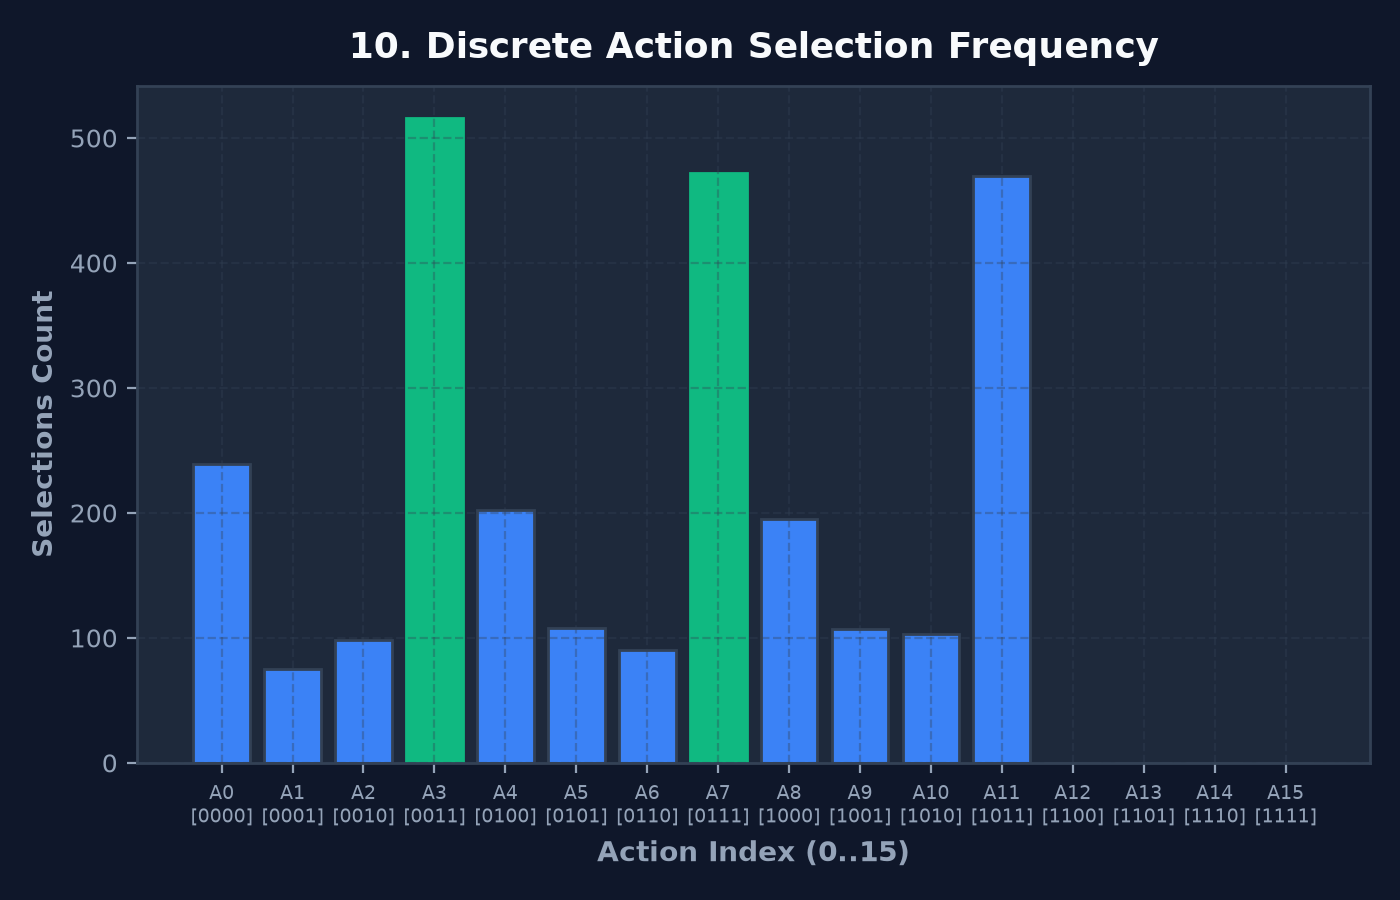 10. Discrete Action Selection Frequency
Selections Count
500
400
300
200
100
0
A0 A1 A2 A3 A4 A5 A6 A7 A8 A9 A10 A11 A12 A13 A14 A15
[0000] [0001] [0010] [0011] [0100] [0101] [0110] [0111] [1000] [1001] [1010] [1011] [1100] [1101] [1110] [1111]
Action Index (0..15)